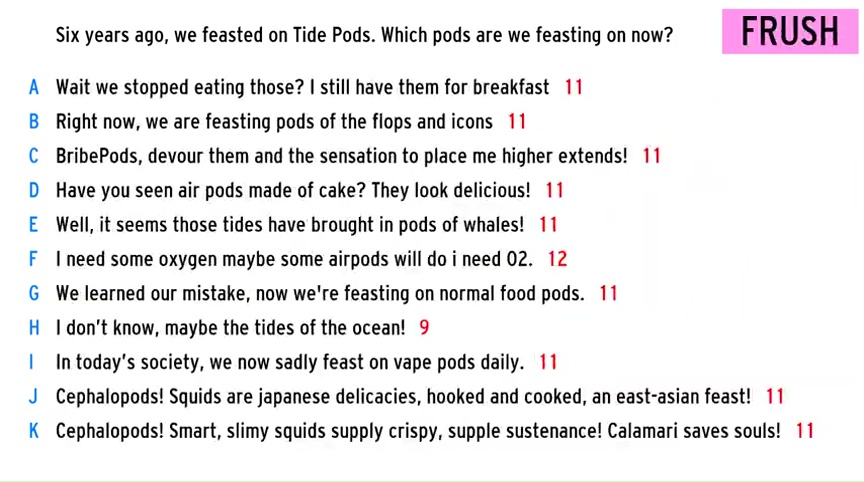 Six years ago, we feasted on Tide Pods. Which pods are we feasting on now?
FRUSH
A Wait we stopped eating those? I still have them for breakfast 11
B Right now, we are feasting pods of the flops and icons 11
C BribePods, devour them and the sensation to place me higher extends! 11
D Have you seen air pods made of cake? They look delicious! 11
E Well, it seems those tides have brought in pods of whales! 11
F I need some oxygen maybe some airpods will do i need O2. 12
G We learned our mistake, now we're feasting on normal food pods. 11
H I don't know, maybe the tides of the ocean! 9
I In today's society, we now sadly feast on vape pods daily. 11
J Cephalopods! Squids are japanese delicacies, hooked and cooked, an east-asian feast! 11
K Cephalopods! Smart, slimy squids supply crispy, supple sustenance! Calamari saves souls! 11